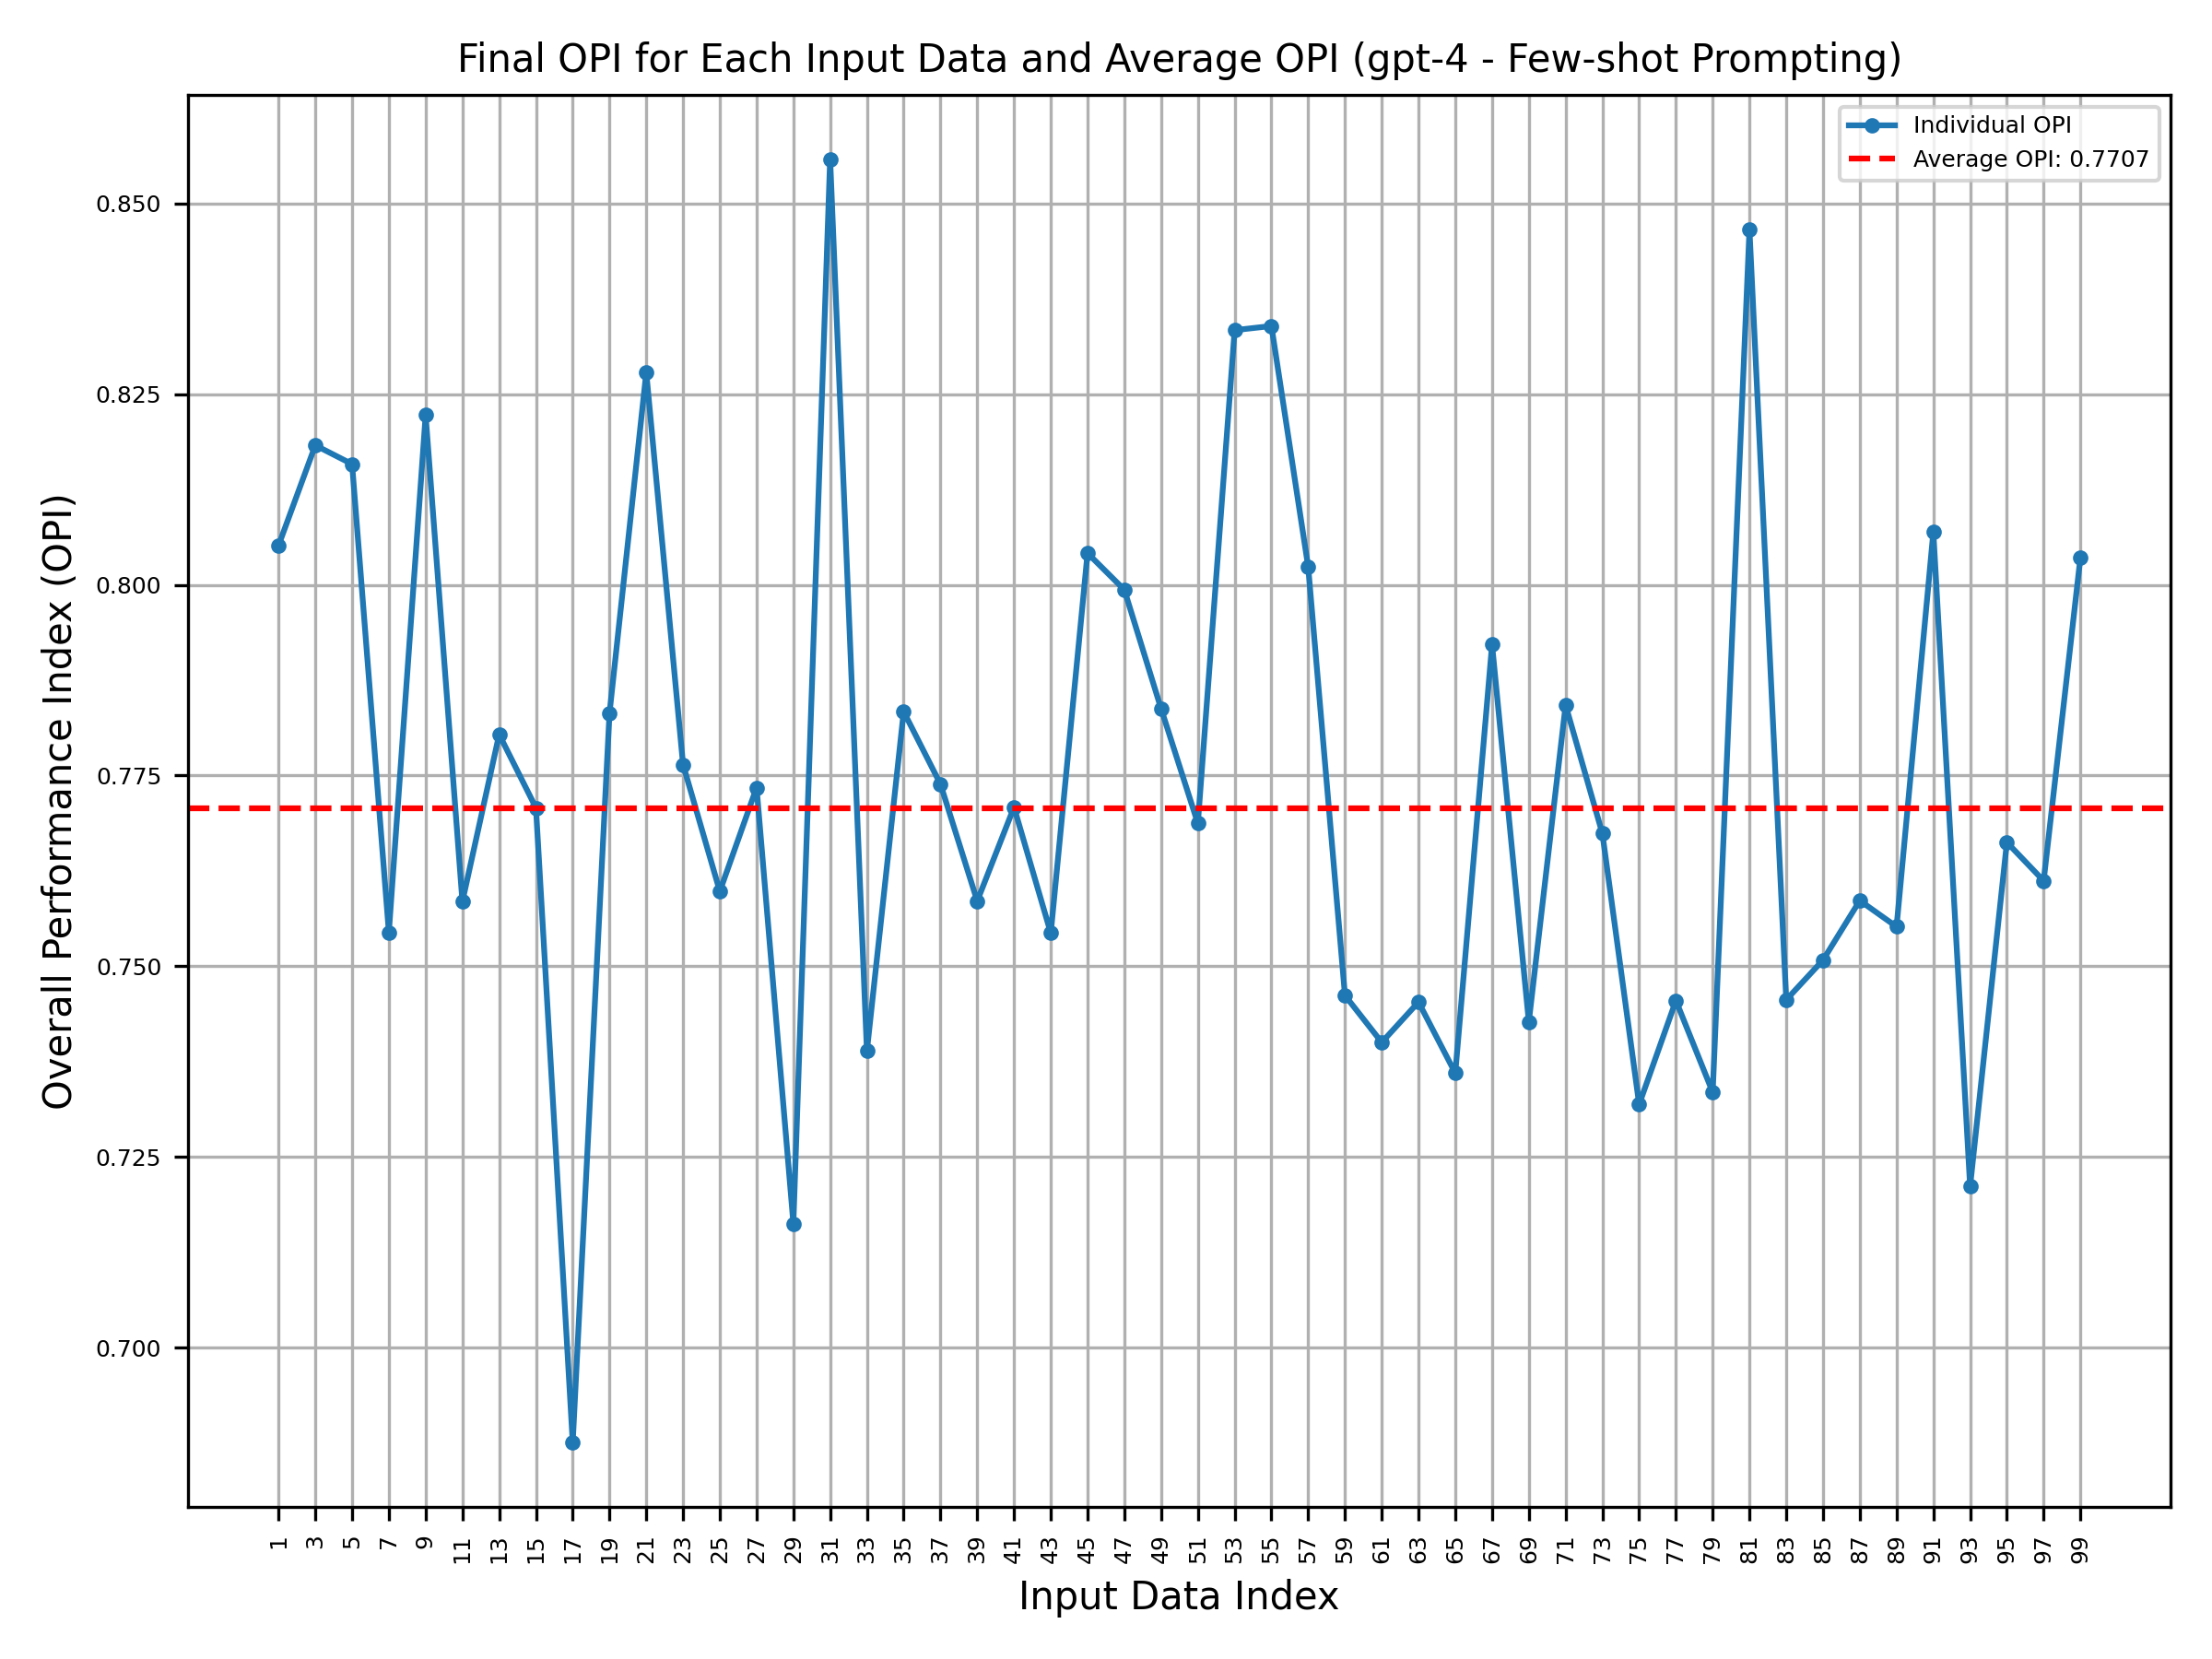 Final OPI for Each Input Data and Average OPI (gpt-4 - Few-shot Prompting)
Individual OPI
Average OPI: 0.7707
0.850
0.825
0.800
0.775
0.750
0.725
0.700
Overall Performance Index (OPI)
1 3 5 7 9 11 13 15 17 19 21 23 25 27 29 31 33 35 37 39 41 43 45 47 49 51 53 55 57 59 61 63 65 67 69 71 73 75 77 79 81 83 85 87 89 91 93 95 97 99
Input Data Index